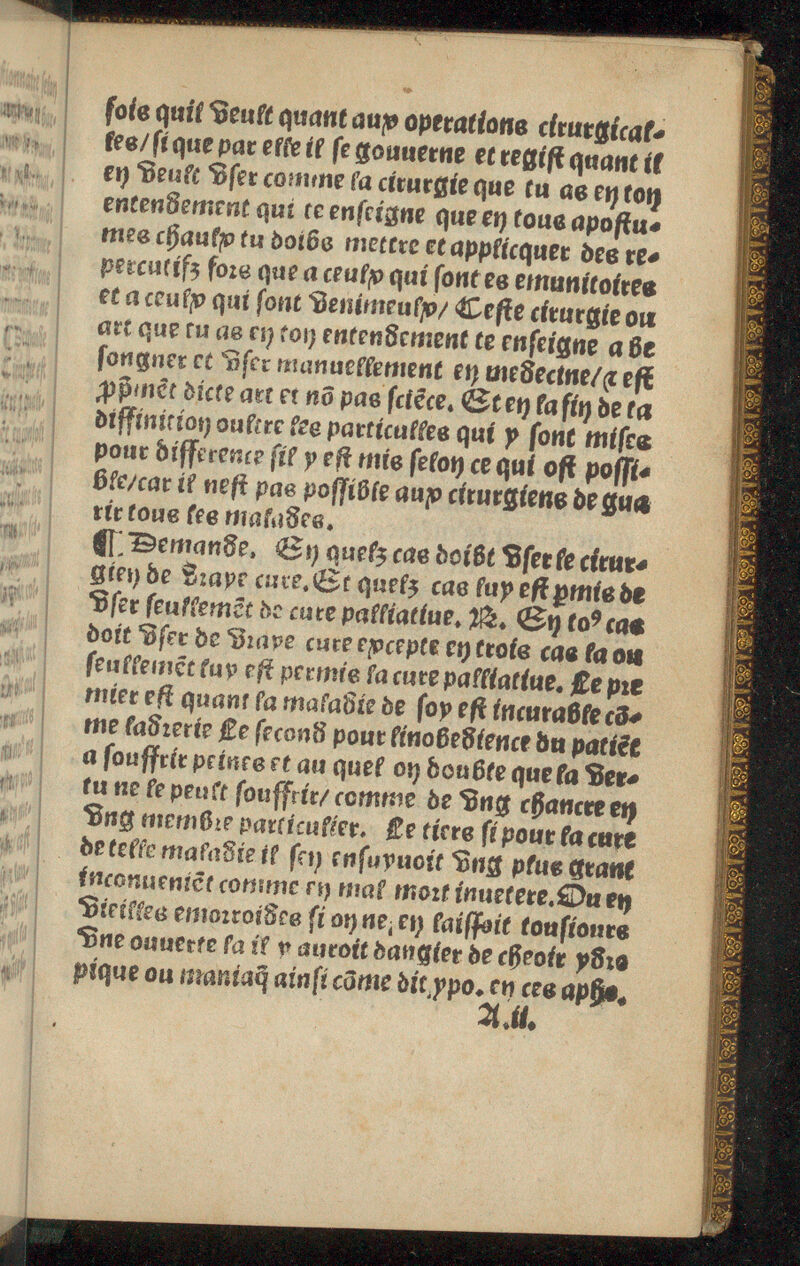 fois quil veult quant aux operations cirurgical-
les/ si que par elle il se gouuerne et regist quant il
en veult vser comme la cirurgie que tu as en ton
entendement qui te enseigne que en tous apostu-
mes chaulx tu doibs mettre et applicquer des re-
percutifz fors que a ceulx qui sont es emunitoires
et a ceulx qui sont venimeulx/ Ceste cirurgie ou
art que tu as en ton entendement te enseigne a be
songner et vser manuellement en medecine/⁊ est
ꝓpremẽt dicte art et nõ pas sciẽce. Et en la fin de ta
diffinition oultre les particulles qui y sont mises
pour difference sil y est mis selon ce qui est possi-
ble/car il nest pas possible aux cirurgiens de gua
rir tous les malades.
¶ Demande. En quelz cas doibt vser le cirur-
gien de vraye cure. Et quelz cas luy est ꝑmis de
vser seullemẽt de cure palliatiue. R. En toꝰ cas
doit vser de vraye cure excepte en trois cas la ou
seullemẽt luy est permis la cure palliatiue. Le pre
mier est quant la maladie de soy est incurable cõ-
me ladrerie Le second pour linobedience du patiẽt
a souffrir peines et au quel on doubte que la ver-
tu ne le peult souffrir/ comme de vng chancre en
vng membre particulier. Le tiers si pour la cure
de telle maladie il sen ensuyuoit vng plus grant
inconueniẽt comme en mal mort inuetere. Ou en
vieilles emorroides si on ne, en laissoit tousiours
vne ouuerte la il y auroit dangier de cheoir ydro
pique ou maniaq̃ ainsi cõme dit ypo. en ces apho.
A.ii.